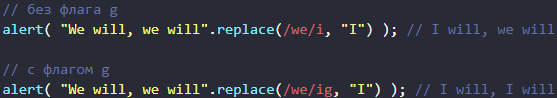 // без флага g
alert( "We will, we will".replace(/we/i, "I") ); // I will, we will
// с флагом g
alert( "We will, we will".replace(/we/ig, "I") ); // I will, I will